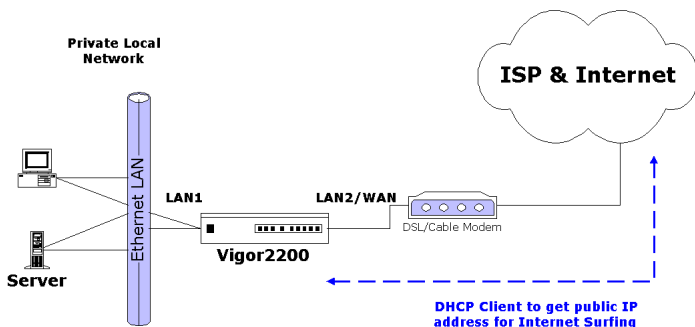 Private Local
Network
ISP & Internet
Ethernet LAN
LAN1
LAN2/WAN
DSL/Cable Modem
Vigor2200
Server
DHCP Client to get public IP
address for Internet Surfing